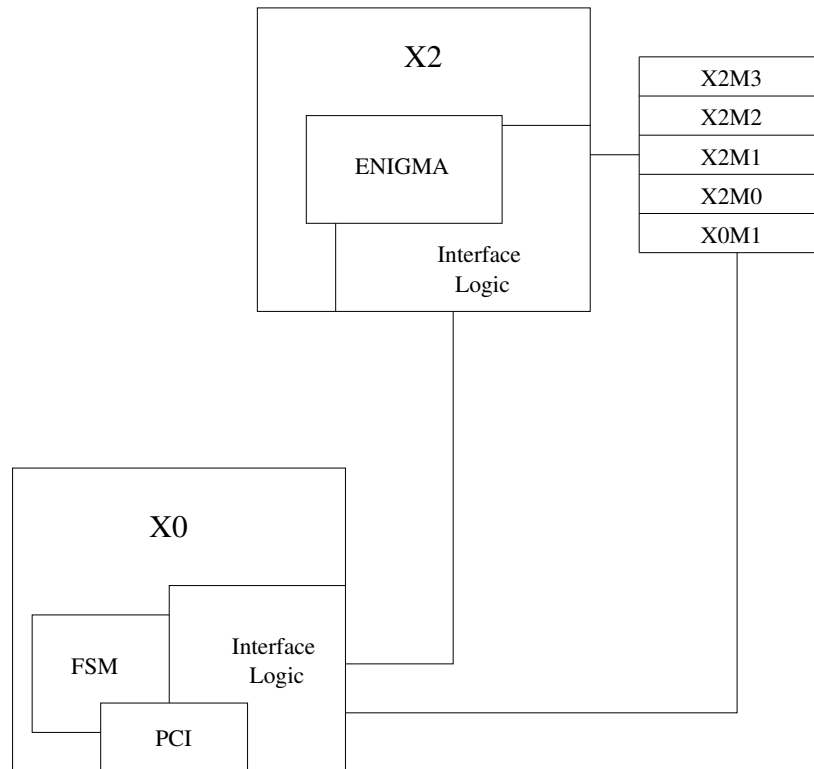 X2
ENIGMA
Interface
Logic
X2M3
X2M2
X2M1
X2M0
X0M1
X0
FSM
Interface
Logic
PCI